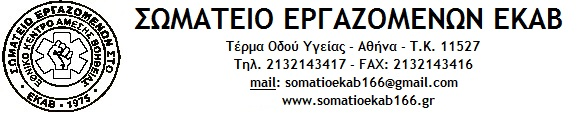 ΣΩΜΑΤΕΙΟ ΕΡΓΑΖΟΜΕΝΩΝ ΣΤΟ
ΕΘΝΙΚΟ ΚΕΝΤΡΟ ΑΜΕΣΗΣ ΒΟΗΘΕΙΑΣ
ΕΚΑΒ - 1975
ΣΩΜΑΤΕΙΟ ΕΡΓΑΖΟΜΕΝΩΝ ΕΚΑΒ
Τέρμα Οδού Υγείας - Αθήνα - Τ.Κ. 11527
Τηλ. 2132143417 - FAX: 2132143416
mail: somatioekab166@gmail.com
www.somatioekab166.gr